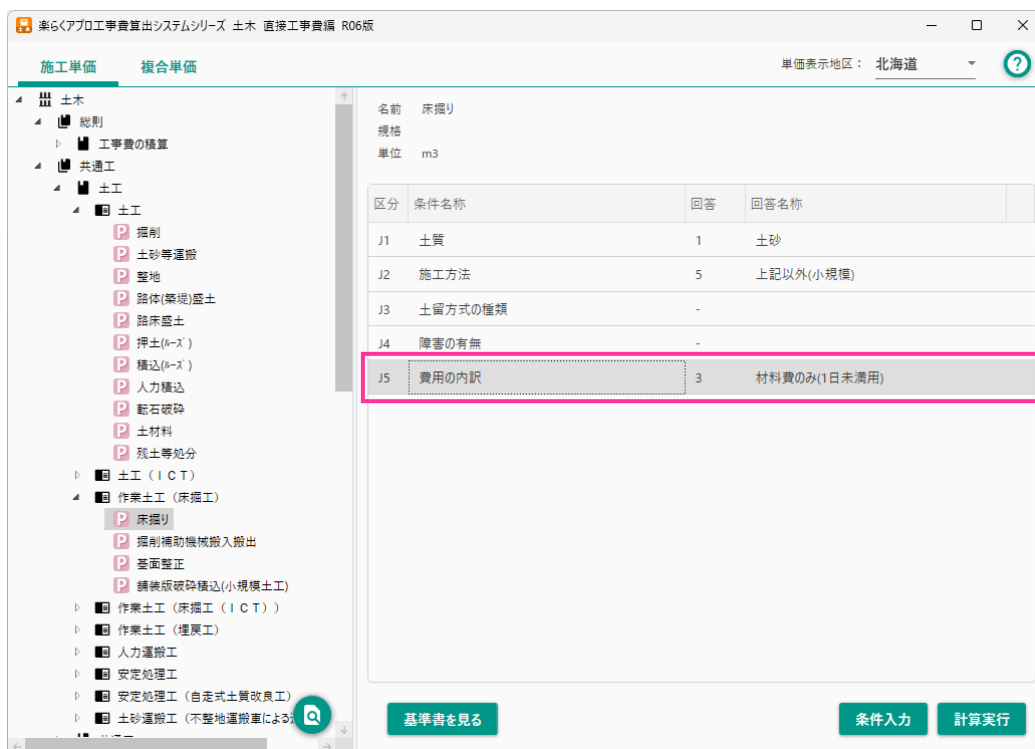 楽らくアプロ工事費算出システムシリーズ 土木 直接工事費編 R06版
施工単価 複合単価 単価表示地区： 北海道
土木
総則
工事費の積算
共通工
土工
土工
掘削
土砂等運搬
整地
路体(築堤)盛土
路床盛土
押土(ﾙｰｽﾞ)
積込(ﾙｰｽﾞ)
人力積込
転石破砕
土材料
残土等処分
土工（ＩＣＴ）
作業土工（床掘工）
床掘り
掘削補助機械搬入搬出
基面整正
舗装版破砕積込(小規模土工)
作業土工（床掘工（ＩＣＴ））
作業土工（埋戻工）
人力運搬工
安定処理工
安定処理工（自走式土質改良工）
土砂運搬工（不整地運搬車による
名前 床掘り
規格
単位 m3
区分 条件名称 回答 回答名称
J1 土質 1 土砂
J2 施工方法 5 上記以外(小規模)
J3 土留方式の種類 -
J4 障害の有無 -
J5 費用の内訳 3 材料費のみ(1日未満用)
基準書を見る 条件入力 計算実行